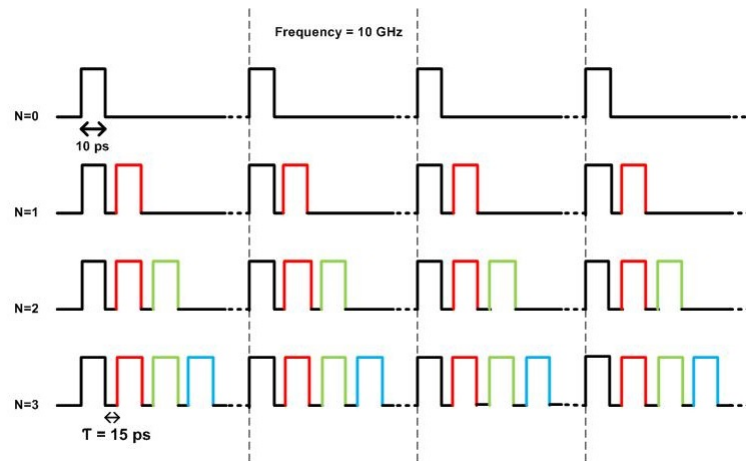 Frequency = 10 GHz
N=0
10 ps
N=1
N=2
N=3
Ƭ = 15 ps